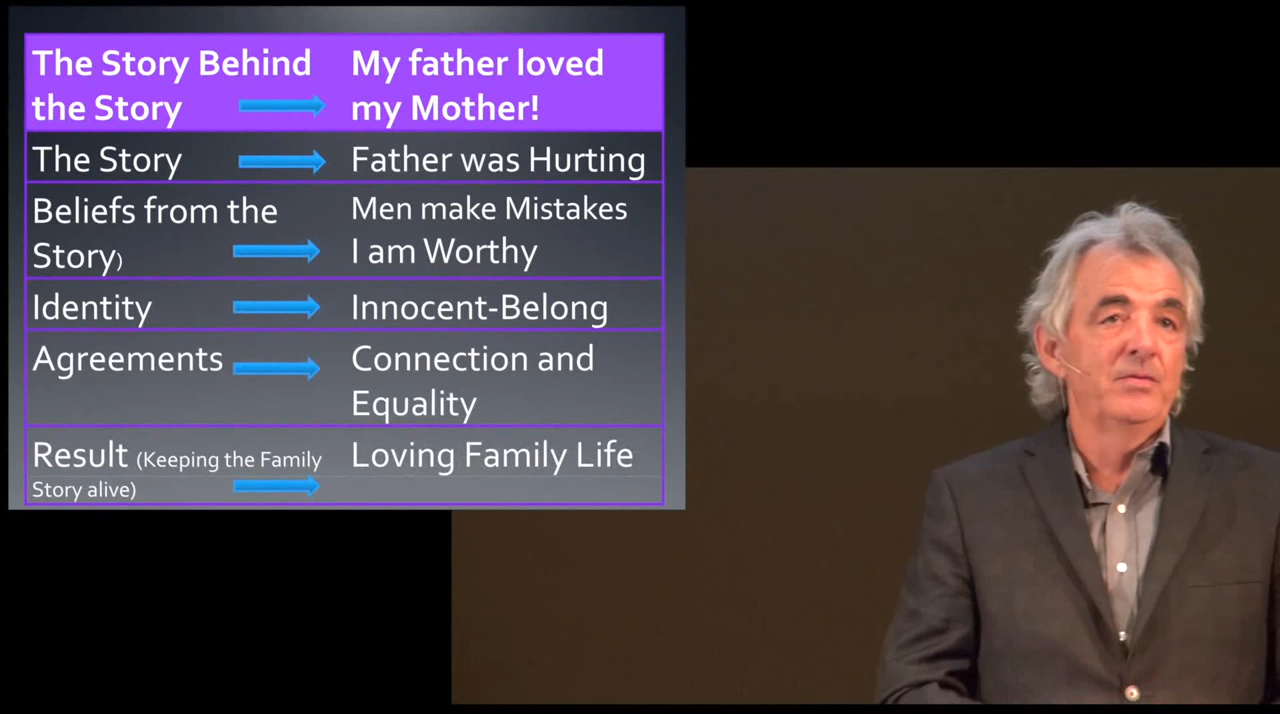 The Story Behind
the Story
My father loved
my Mother!
The Story
Father was Hurting
Beliefs from the
Story)
Men make Mistakes
I am Worthy
Identity
Innocent-Belong
Agreements
Connection and
Equality
Result (Keeping the Family
Story alive)
Loving Family Life